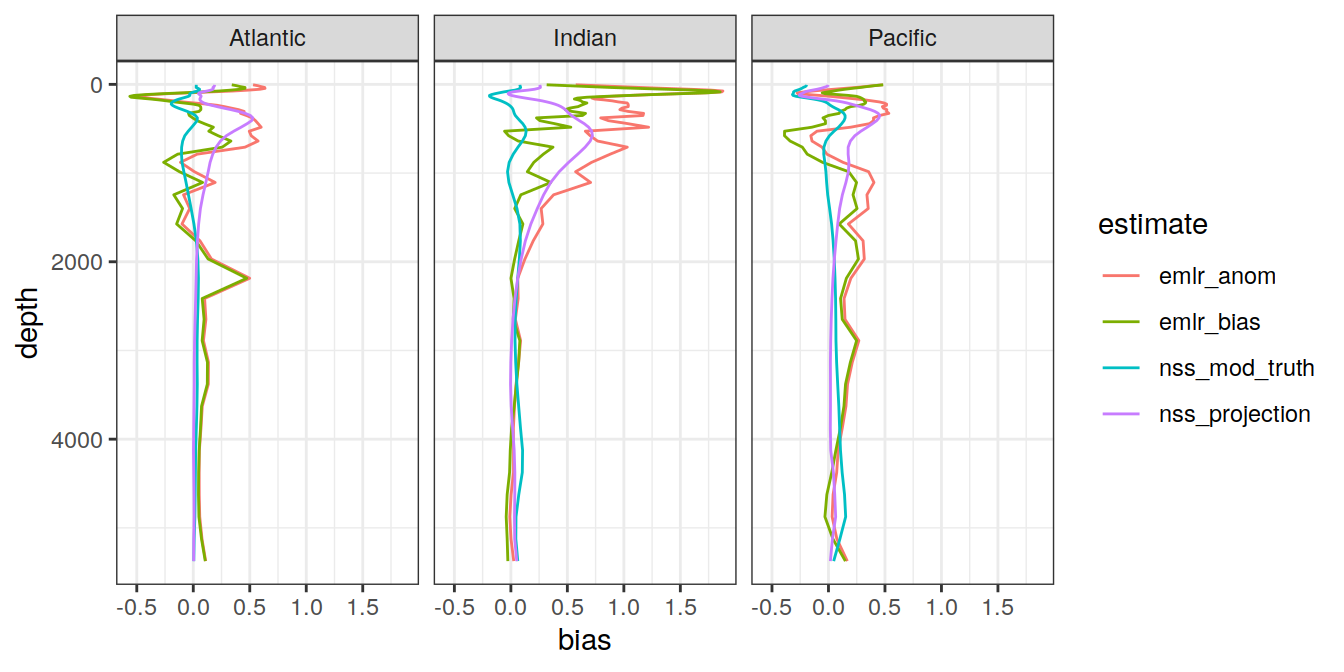 Atlantic Indian Pacific
0
2000
4000
depth
-0.5 0.0 0.5 1.0 1.5 -0.5 0.0 0.5 1.0 1.5 -0.5 0.0 0.5 1.0 1.5
bias
estimate
emlr_anom
emlr_bias
nss_mod_truth
nss_projection